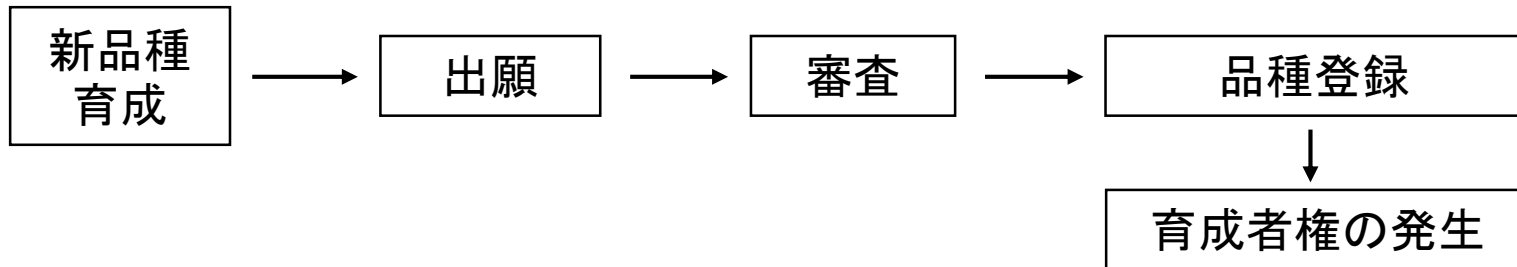 新品種
育成
出願
審査
品種登録
育成者権の発生